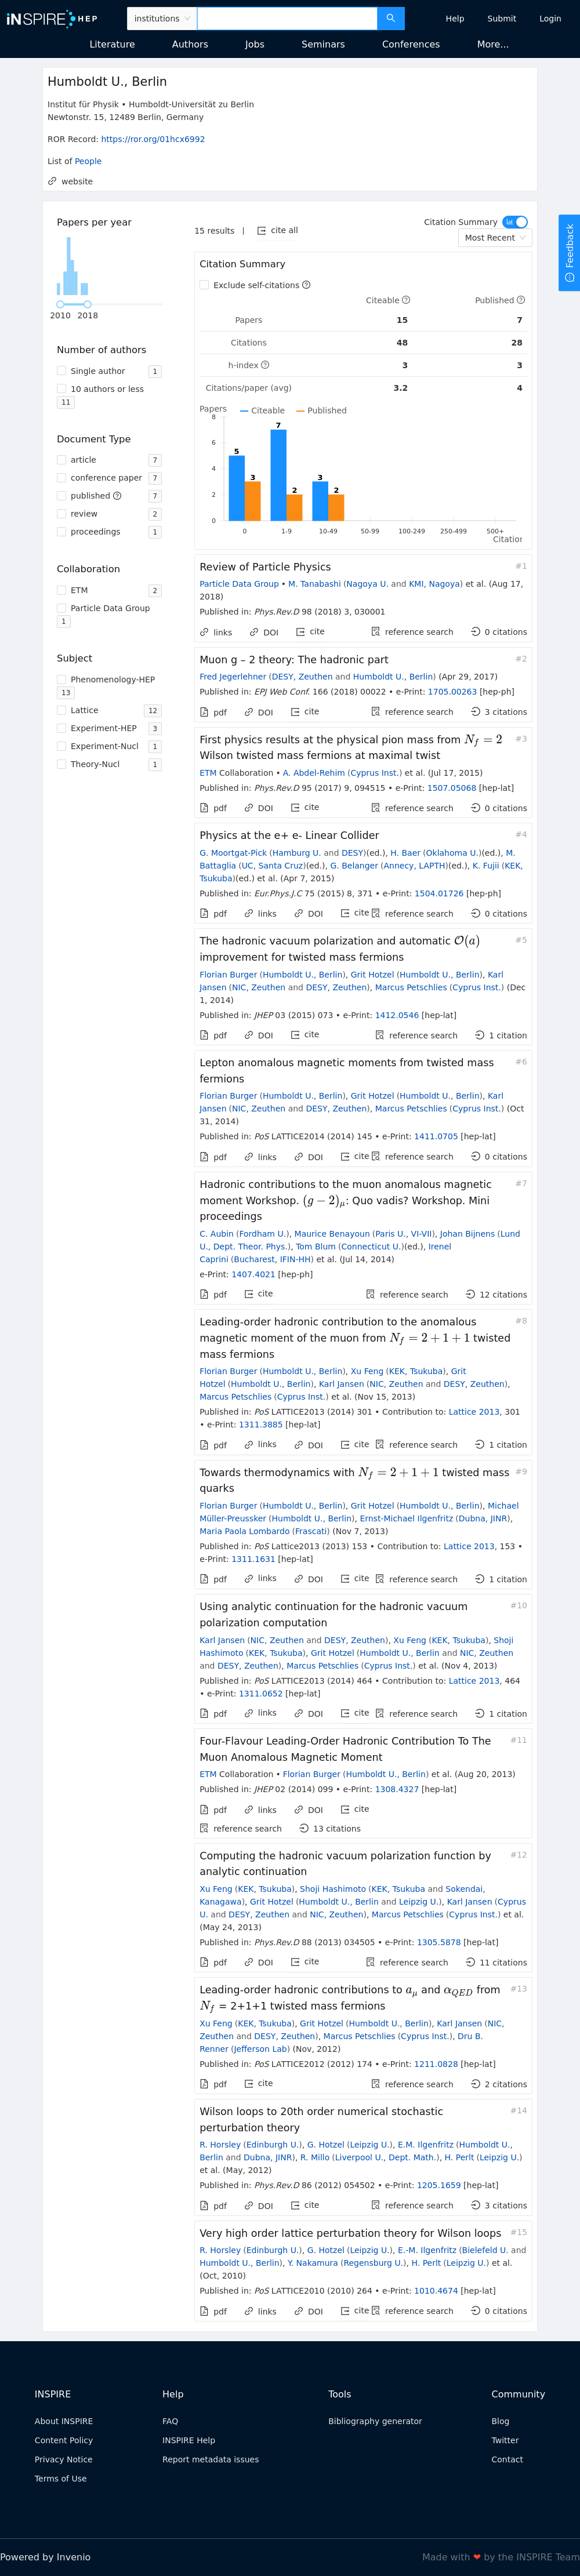 INSPIRE HEP
institutions
Help Submit Login
Literature Authors Jobs Seminars Conferences More...
Humboldt U., Berlin
Institut für Physik • Humboldt-Universität zu Berlin
Newtonstr. 15, 12489 Berlin, Germany
ROR Record: https://ror.org/01hcx6992
List of People
website
Feedback
Papers per year
2010 2018
Number of authors
Single author 1
10 authors or less
11
Document Type
article 7
conference paper 7
published 7
review 2
proceedings 1
Collaboration
ETM 2
Particle Data Group
1
Subject
Phenomenology-HEP
13
Lattice 12
Experiment-HEP 3
Experiment-Nucl 1
Theory-Nucl 1
15 results | cite all
Citation Summary
Most Recent
Citation Summary
Exclude self-citations
Citeable Published
Papers 15 7
Citations 48 28
h-index 3 3
Citations/paper (avg) 3.2 4
Papers Citeable Published
8
6
4
2
0
5 3 7 2 3 2
0 1-9 10-49 50-99 100-249 250-499 500+
Citation
Review of Particle Physics #1
Particle Data Group • M. Tanabashi (Nagoya U. and KMI, Nagoya) et al. (Aug 17,
2018)
Published in: Phys.Rev.D 98 (2018) 3, 030001
links DOI cite reference search 0 citations
Muon g – 2 theory: The hadronic part #2
Fred Jegerlehner (DESY, Zeuthen and Humboldt U., Berlin) (Apr 29, 2017)
Published in: EPJ Web Conf. 166 (2018) 00022 • e-Print: 1705.00263 [hep-ph]
pdf DOI cite reference search 3 citations
First physics results at the physical pion mass from N_f = 2 #3
Wilson twisted mass fermions at maximal twist
ETM Collaboration • A. Abdel-Rehim (Cyprus Inst.) et al. (Jul 17, 2015)
Published in: Phys.Rev.D 95 (2017) 9, 094515 • e-Print: 1507.05068 [hep-lat]
pdf DOI cite reference search 0 citations
Physics at the e+ e- Linear Collider #4
G. Moortgat-Pick (Hamburg U. and DESY)(ed.), H. Baer (Oklahoma U.)(ed.), M.
Battaglia (UC, Santa Cruz)(ed.), G. Belanger (Annecy, LAPTH)(ed.), K. Fujii (KEK,
Tsukuba)(ed.) et al. (Apr 7, 2015)
Published in: Eur.Phys.J.C 75 (2015) 8, 371 • e-Print: 1504.01726 [hep-ph]
pdf links DOI cite reference search 0 citations
The hadronic vacuum polarization and automatic O(a) #5
improvement for twisted mass fermions
Florian Burger (Humboldt U., Berlin), Grit Hotzel (Humboldt U., Berlin), Karl
Jansen (NIC, Zeuthen and DESY, Zeuthen), Marcus Petschlies (Cyprus Inst.) (Dec
1, 2014)
Published in: JHEP 03 (2015) 073 • e-Print: 1412.0546 [hep-lat]
pdf DOI cite reference search 1 citation
Lepton anomalous magnetic moments from twisted mass #6
fermions
Florian Burger (Humboldt U., Berlin), Grit Hotzel (Humboldt U., Berlin), Karl
Jansen (NIC, Zeuthen and DESY, Zeuthen), Marcus Petschlies (Cyprus Inst.) (Oct
31, 2014)
Published in: PoS LATTICE2014 (2014) 145 • e-Print: 1411.0705 [hep-lat]
pdf links DOI cite reference search 0 citations
Hadronic contributions to the muon anomalous magnetic #7
moment Workshop. (g − 2)_μ: Quo vadis? Workshop. Mini
proceedings
C. Aubin (Fordham U.), Maurice Benayoun (Paris U., VI-VII), Johan Bijnens (Lund
U., Dept. Theor. Phys.), Tom Blum (Connecticut U.)(ed.), Irenel
Caprini (Bucharest, IFIN-HH) et al. (Jul 14, 2014)
e-Print: 1407.4021 [hep-ph]
pdf cite reference search 12 citations
Leading-order hadronic contribution to the anomalous #8
magnetic moment of the muon from N_f = 2 + 1 + 1 twisted
mass fermions
Florian Burger (Humboldt U., Berlin), Xu Feng (KEK, Tsukuba), Grit
Hotzel (Humboldt U., Berlin), Karl Jansen (NIC, Zeuthen and DESY, Zeuthen),
Marcus Petschlies (Cyprus Inst.) et al. (Nov 15, 2013)
Published in: PoS LATTICE2013 (2014) 301 • Contribution to: Lattice 2013, 301
• e-Print: 1311.3885 [hep-lat]
pdf links DOI cite reference search 1 citation
Towards thermodynamics with N_f = 2 + 1 + 1 twisted mass #9
quarks
Florian Burger (Humboldt U., Berlin), Grit Hotzel (Humboldt U., Berlin), Michael
Müller-Preussker (Humboldt U., Berlin), Ernst-Michael Ilgenfritz (Dubna, JINR),
Maria Paola Lombardo (Frascati) (Nov 7, 2013)
Published in: PoS Lattice2013 (2013) 153 • Contribution to: Lattice 2013, 153 •
e-Print: 1311.1631 [hep-lat]
pdf links DOI cite reference search 1 citation
Using analytic continuation for the hadronic vacuum #10
polarization computation
Karl Jansen (NIC, Zeuthen and DESY, Zeuthen), Xu Feng (KEK, Tsukuba), Shoji
Hashimoto (KEK, Tsukuba), Grit Hotzel (Humboldt U., Berlin and NIC, Zeuthen
and DESY, Zeuthen), Marcus Petschlies (Cyprus Inst.) et al. (Nov 4, 2013)
Published in: PoS LATTICE2013 (2014) 464 • Contribution to: Lattice 2013, 464
• e-Print: 1311.0652 [hep-lat]
pdf links DOI cite reference search 1 citation
Four-Flavour Leading-Order Hadronic Contribution To The #11
Muon Anomalous Magnetic Moment
ETM Collaboration • Florian Burger (Humboldt U., Berlin) et al. (Aug 20, 2013)
Published in: JHEP 02 (2014) 099 • e-Print: 1308.4327 [hep-lat]
pdf links DOI cite
reference search 13 citations
Computing the hadronic vacuum polarization function by #12
analytic continuation
Xu Feng (KEK, Tsukuba), Shoji Hashimoto (KEK, Tsukuba and Sokendai,
Kanagawa), Grit Hotzel (Humboldt U., Berlin and Leipzig U.), Karl Jansen (Cyprus
U. and DESY, Zeuthen and NIC, Zeuthen), Marcus Petschlies (Cyprus Inst.) et al.
(May 24, 2013)
Published in: Phys.Rev.D 88 (2013) 034505 • e-Print: 1305.5878 [hep-lat]
pdf DOI cite reference search 11 citations
Leading-order hadronic contributions to a_μ and α_QED from #13
N_f = 2+1+1 twisted mass fermions
Xu Feng (KEK, Tsukuba), Grit Hotzel (Humboldt U., Berlin), Karl Jansen (NIC,
Zeuthen and DESY, Zeuthen), Marcus Petschlies (Cyprus Inst.), Dru B.
Renner (Jefferson Lab) (Nov, 2012)
Published in: PoS LATTICE2012 (2012) 174 • e-Print: 1211.0828 [hep-lat]
pdf cite reference search 2 citations
Wilson loops to 20th order numerical stochastic #14
perturbation theory
R. Horsley (Edinburgh U.), G. Hotzel (Leipzig U.), E.M. Ilgenfritz (Humboldt U.,
Berlin and Dubna, JINR), R. Millo (Liverpool U., Dept. Math.), H. Perlt (Leipzig U.)
et al. (May, 2012)
Published in: Phys.Rev.D 86 (2012) 054502 • e-Print: 1205.1659 [hep-lat]
pdf DOI cite reference search 3 citations
Very high order lattice perturbation theory for Wilson loops #15
R. Horsley (Edinburgh U.), G. Hotzel (Leipzig U.), E.-M. Ilgenfritz (Bielefeld U. and
Humboldt U., Berlin), Y. Nakamura (Regensburg U.), H. Perlt (Leipzig U.) et al.
(Oct, 2010)
Published in: PoS LATTICE2010 (2010) 264 • e-Print: 1010.4674 [hep-lat]
pdf links DOI cite reference search 0 citations
INSPIRE Help Tools Community
About INSPIRE FAQ Bibliography generator Blog
Content Policy INSPIRE Help Twitter
Privacy Notice Report metadata issues Contact
Terms of Use
Powered by Invenio
Made with ❤ by the INSPIRE Team